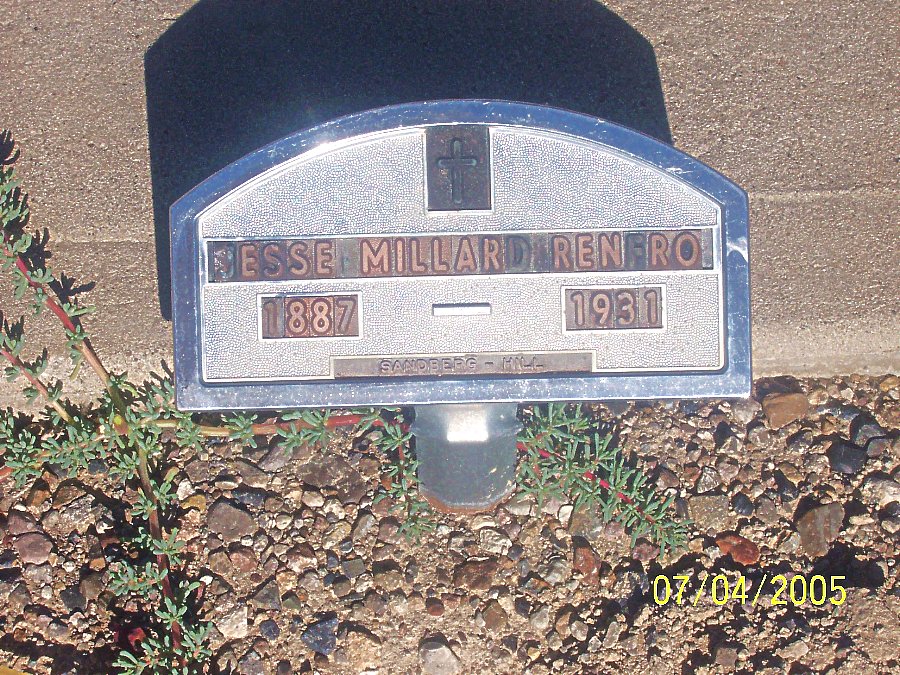 JESSE MILLARD RENFRO
1887 – 1931
SANDBERG - HILL
07/04/2005